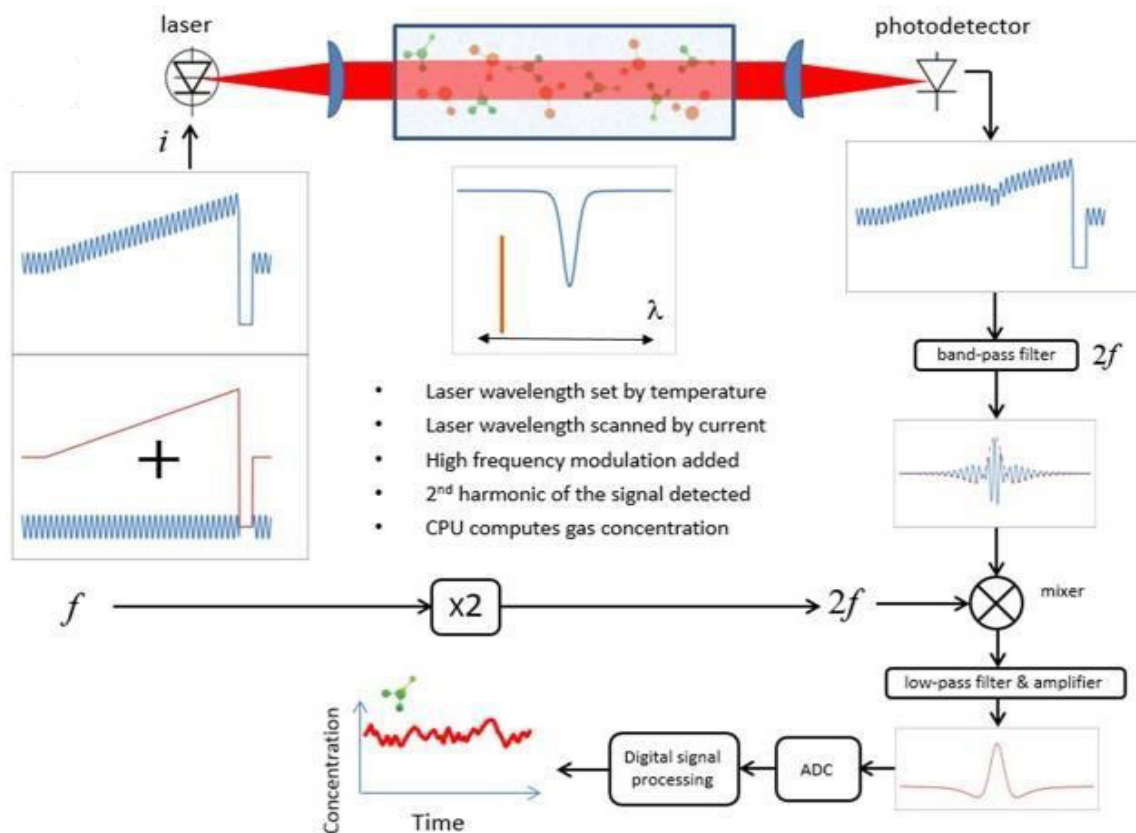 laser
photodetector
i
λ
band-pass filter
2f
• Laser wavelength set by temperature
• Laser wavelength scanned by current
• High frequency modulation added
• 2nd harmonic of the signal detected
• CPU computes gas concentration
+
f
x2
2f
mixer
low-pass filter & amplifier
Concentration
Digital signal
processing
ADC
Time